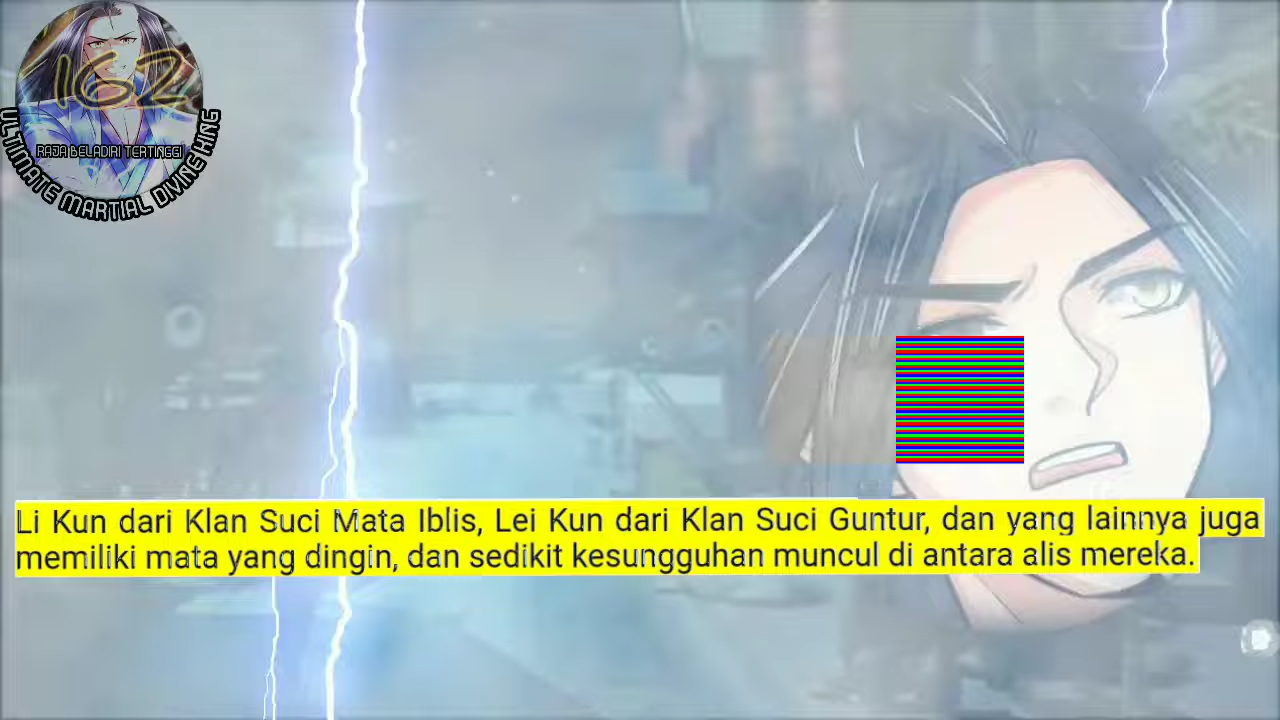 162
RAJA BELADIRI TERTINGGI
ULTIMATE MARTIAL DIVINE KING
Li Kun dari Klan Suci Mata Iblis, Lei Kun dari Klan Suci Guntur, dan yang lainnya juga
memiliki mata yang dingin, dan sedikit kesungguhan muncul di antara alis mereka.